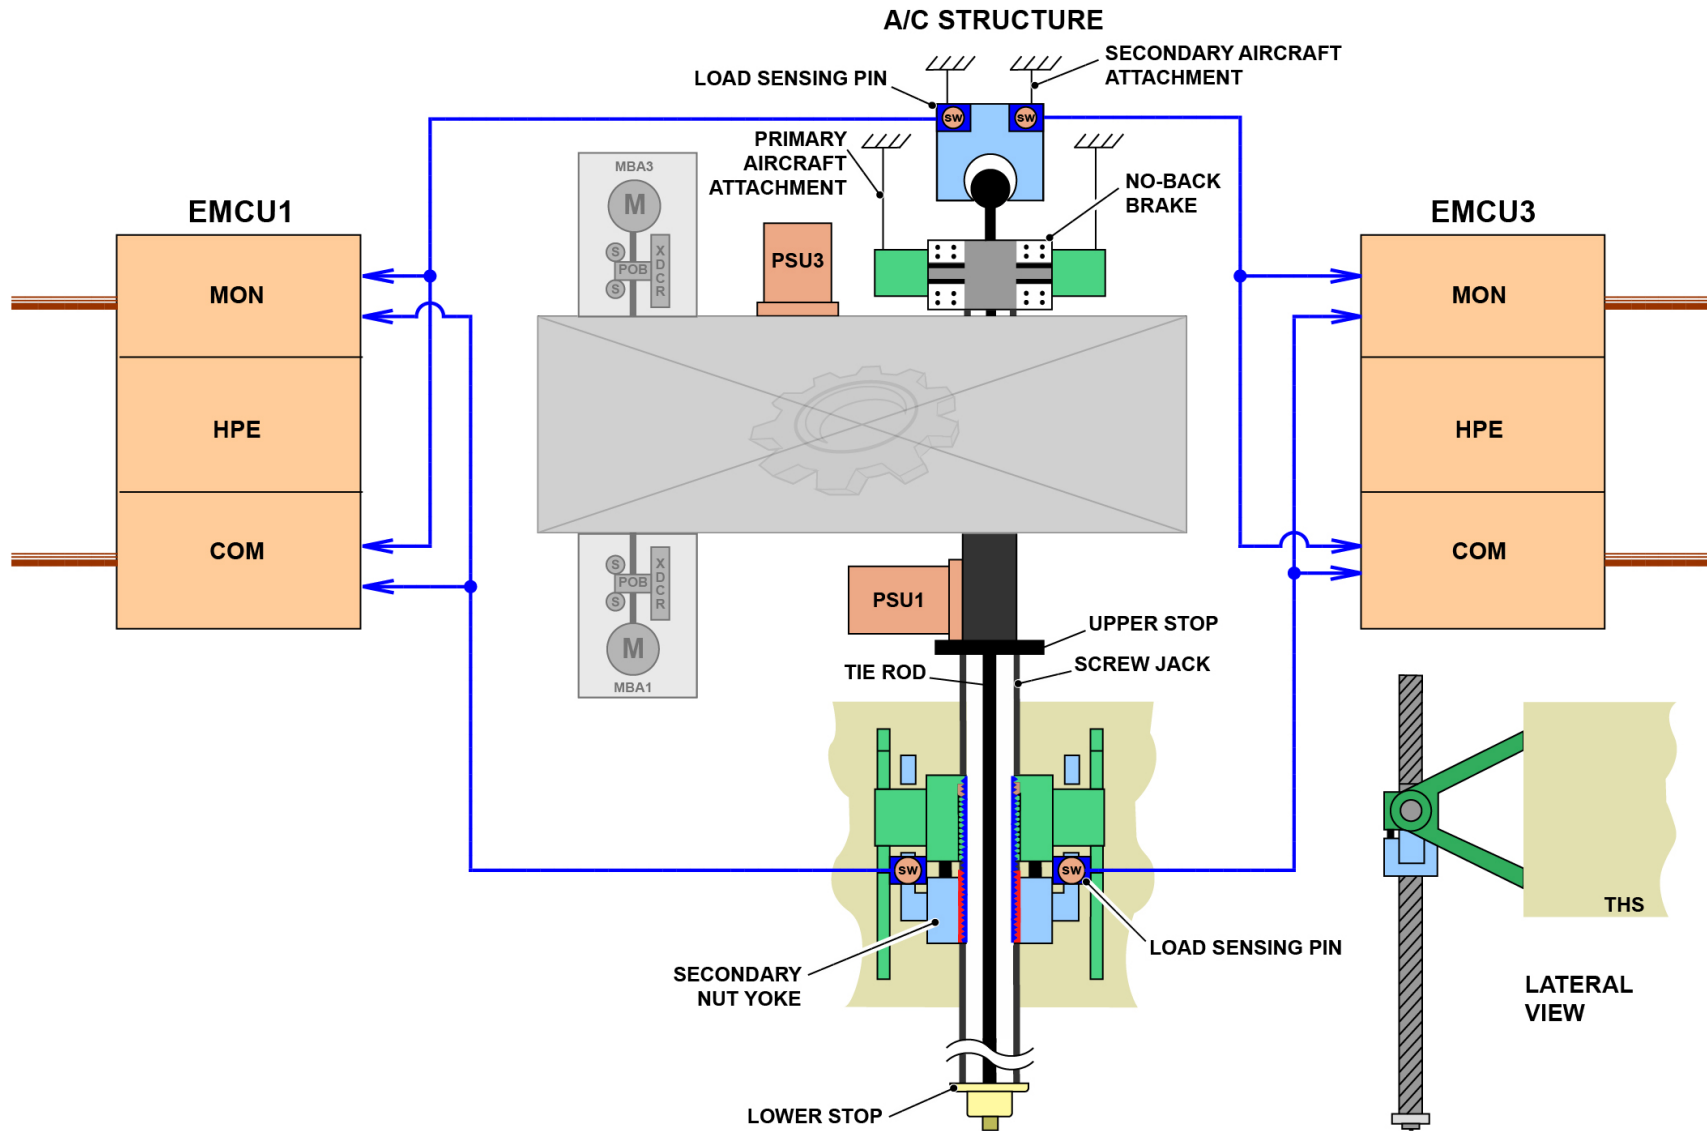 A/C STRUCTURE
SECONDARY AIRCRAFT
ATTACHMENT
LOAD SENSING PIN
SW
SW
PRIMARY
AIRCRAFT
ATTACHMENT
NO-BACK
BRAKE
MBA3
M
S
POB
S
XDCR
PSU3
EMCU1
MON
HPE
COM
EMCU3
MON
HPE
COM
S
POB
S
XDCR
M
MBA1
PSU1
UPPER STOP
TIE ROD
SCREW JACK
SW
SW
SECONDARY
NUT YOKE
LOAD SENSING PIN
LOWER STOP
THS
LATERAL
VIEW